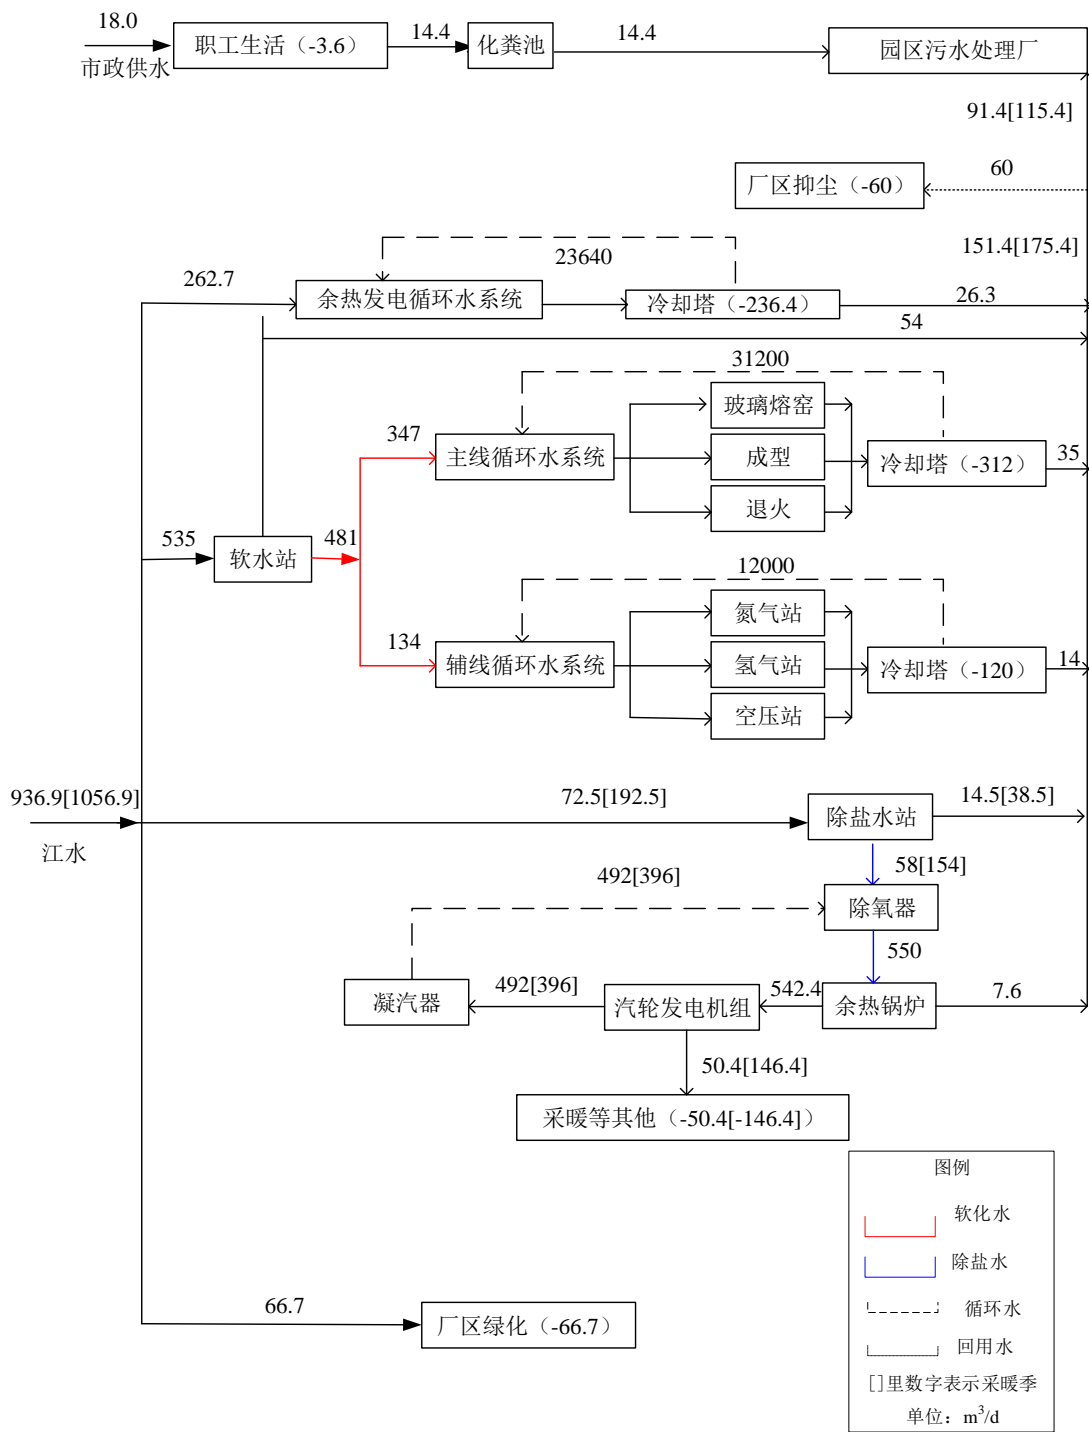 18.0
市政供水
职工生活（-3.6）
14.4
化粪池
14.4
园区污水处理厂
91.4[115.4]
厂区抑尘（-60）
60
151.4[175.4]
23640
262.7
余热发电循环水系统
冷却塔（-236.4）
26.3
54
31200
347
主线循环水系统
玻璃熔窑
成型
退火
冷却塔（-312）
35
535
软水站
481
12000
134
辅线循环水系统
氮气站
氢气站
空压站
冷却塔（-120）
14
936.9[1056.9]
江水
72.5[192.5]
除盐水站
14.5[38.5]
58[154]
492[396]
除氧器
550
凝汽器
492[396]
汽轮发电机组
542.4
余热锅炉
7.6
50.4[146.4]
采暖等其他（-50.4[-146.4]）
66.7
厂区绿化（-66.7）
图例
软化水
除盐水
循环水
回用水
[]里数字表示采暖季
单位：m³/d